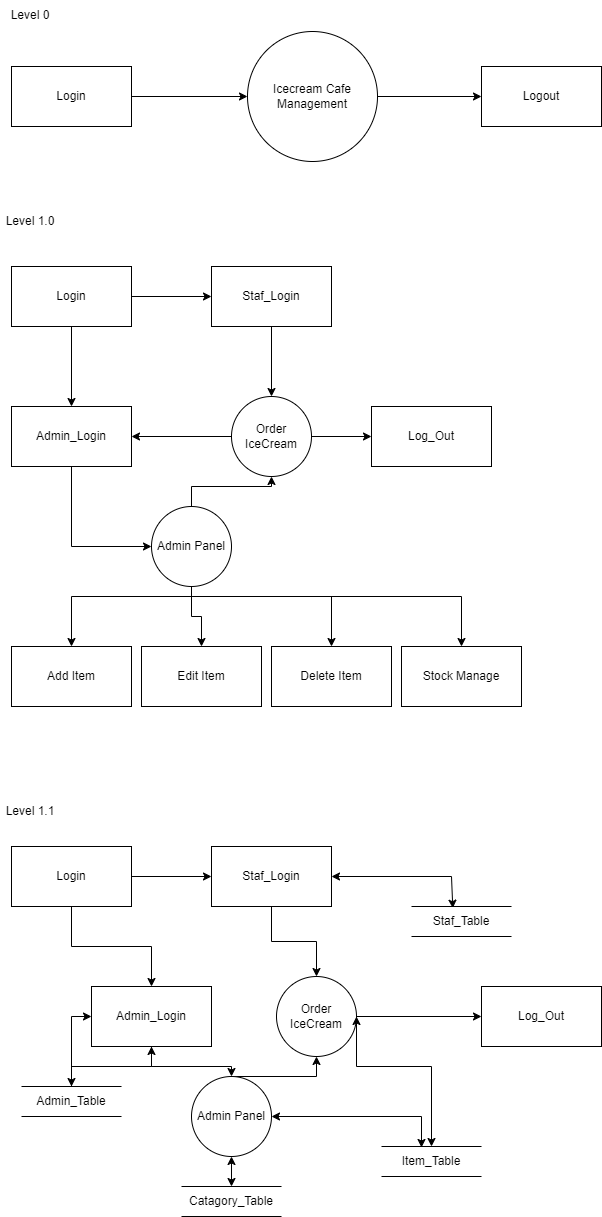 Level 0
Login
Icecream Cafe
Management
Logout
Level 1.0
Login
Staf_Login
Admin_Login
Order
IceCream
Log_Out
Admin Panel
Add Item
Edit Item
Delete Item
Stock Manage
Level 1.1
Login
Staf_Login
Staf_Table
Admin_Login
Order
IceCream
Log_Out
Admin_Table
Admin Panel
Item_Table
Catagory_Table